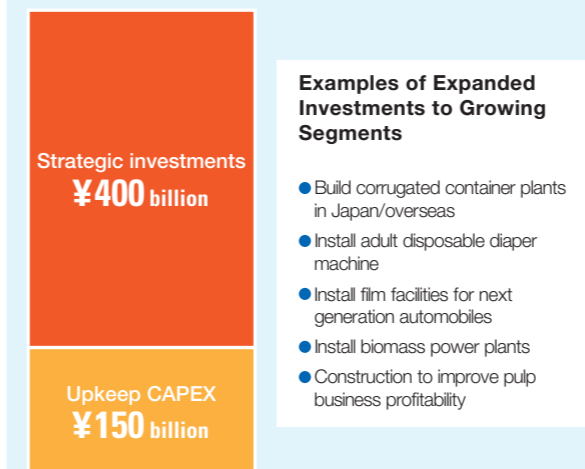 Strategic investments
¥400 billion
Upkeep CAPEX
¥150 billion
Examples of Expanded
Investments to Growing
Segments
● Build corrugated container plants
in Japan/overseas
● Install adult disposable diaper
machine
● Install film facilities for next
generation automobiles
● Install biomass power plants
● Construction to improve pulp
business profitability